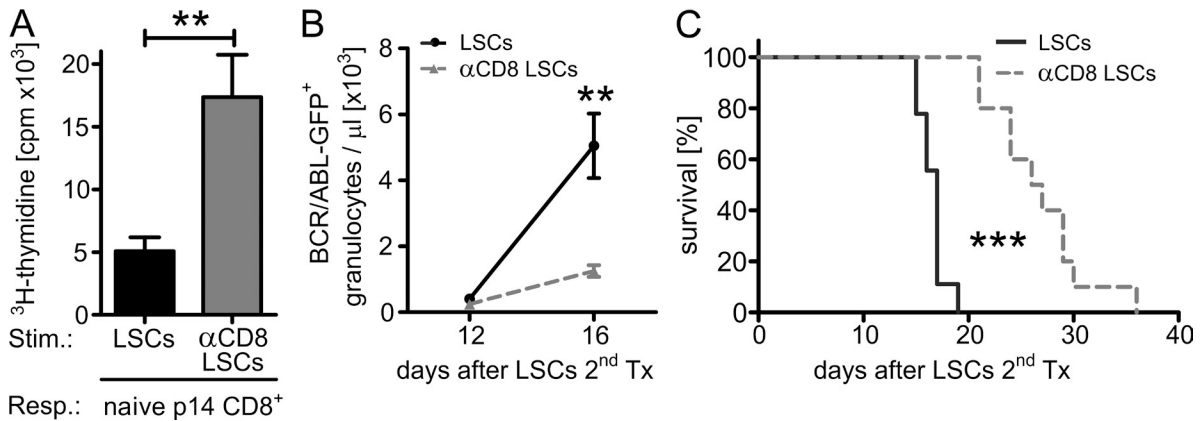 A
**
³H-thymidine [cpm x10³]
20
15
10
5
0
Stim.: LSCs αCD8 LSCs
Resp.: naive p14 CD8⁺
B
LSCs
αCD8 LSCs
BCR/ABL-GFP⁺
granulocytes / μl [x10³]
8
6
4
2
0
**
12 16
days after LSCs 2ⁿᵈ Tx
C
LSCs
αCD8 LSCs
survival [%]
100
80
60
40
20
0
***
0 10 20 30 40
days after LSCs 2ⁿᵈ Tx